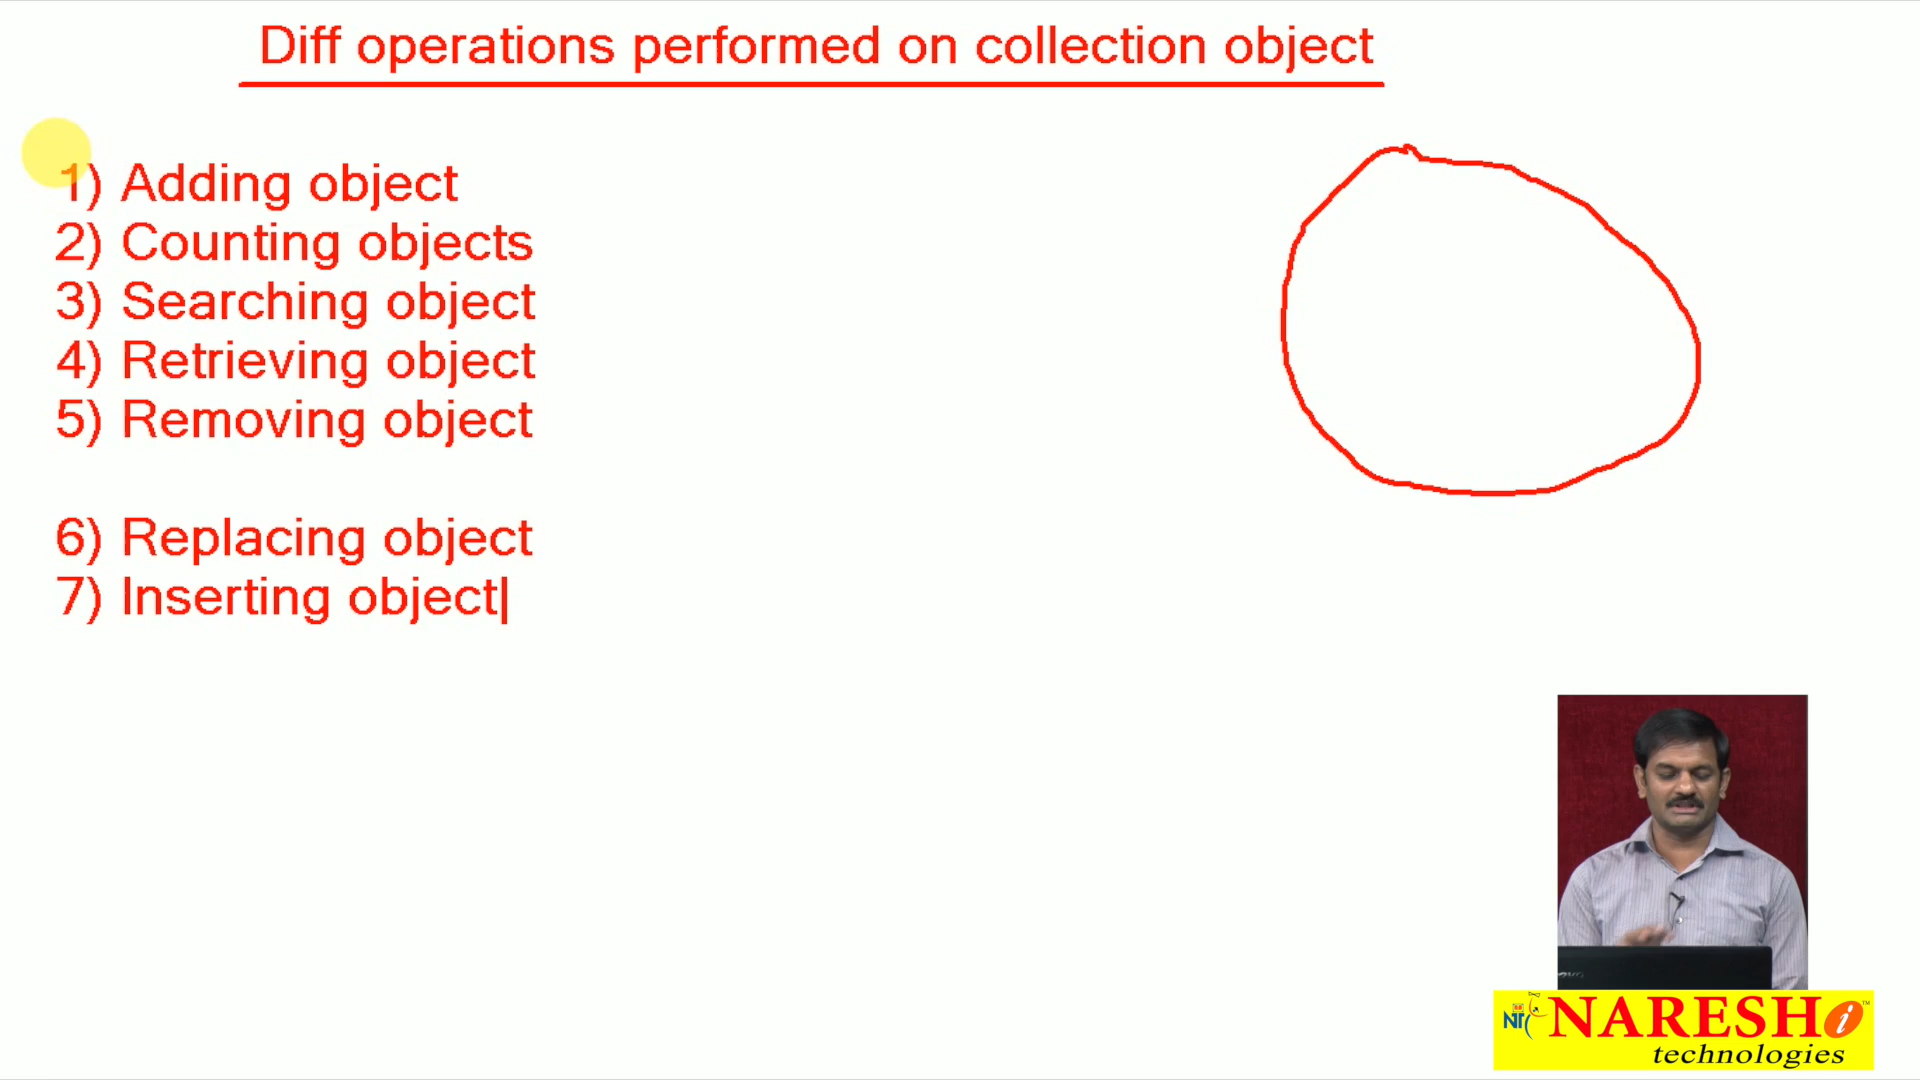 Diff operations performed on collection object
1) Adding object
2) Counting objects
3) Searching object
4) Retrieving object
5) Removing object
6) Replacing object
7) Inserting object
NARESH i ™
technologies